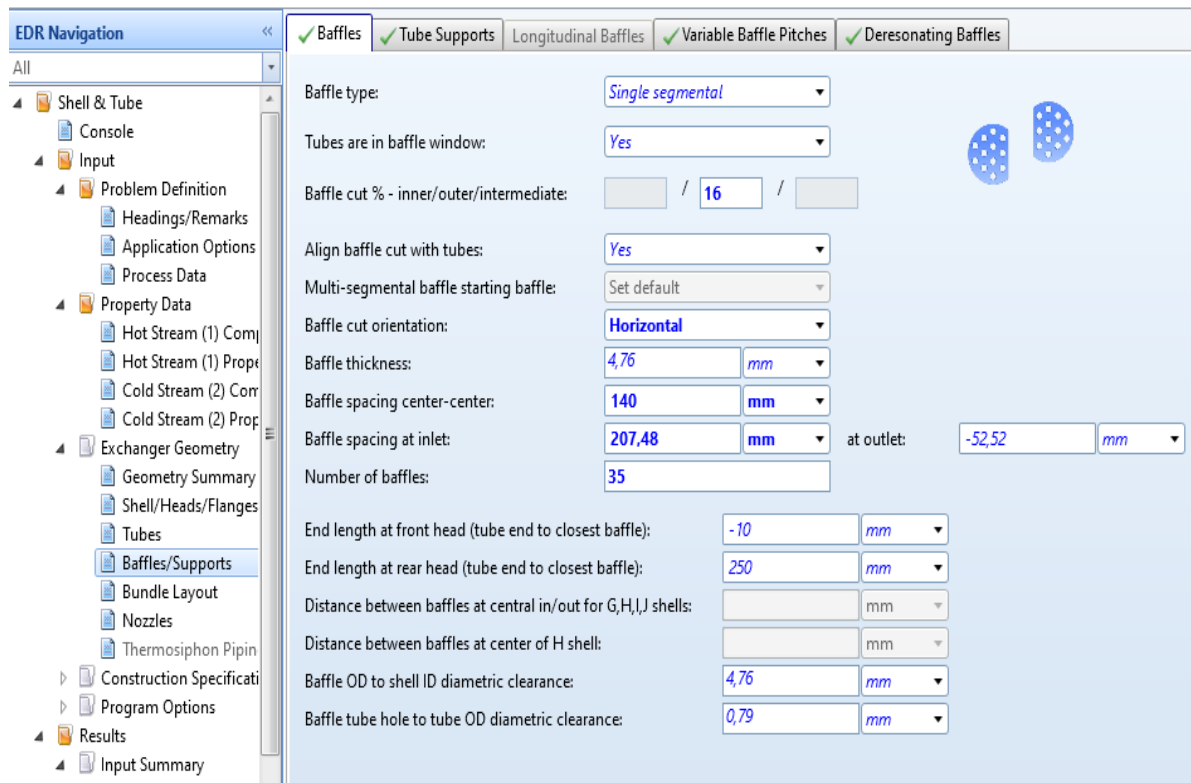 EDR Navigation «
All
Shell & Tube
Console
Input
Problem Definition
Headings/Remarks
Application Options
Process Data
Property Data
Hot Stream (1) Comp
Hot Stream (1) Prope
Cold Stream (2) Com
Cold Stream (2) Prop
Exchanger Geometry
Geometry Summary
Shell/Heads/Flanges
Tubes
Baffles/Supports
Bundle Layout
Nozzles
Thermosiphon Pipin
Construction Specificati
Program Options
Results
Input Summary
Baffles Tube Supports Longitudinal Baffles Variable Baffle Pitches Deresonating Baffles
Baffle type: Single segmental
Tubes are in baffle window: Yes
Baffle cut % - inner/outer/intermediate: / 16 /
Align baffle cut with tubes: Yes
Multi-segmental baffle starting baffle: Set default
Baffle cut orientation: Horizontal
Baffle thickness: 4,76 mm
Baffle spacing center-center: 140 mm
Baffle spacing at inlet: 207,48 mm at outlet: -52,52 mm
Number of baffles: 35
End length at front head (tube end to closest baffle): -10 mm
End length at rear head (tube end to closest baffle): 250 mm
Distance between baffles at central in/out for G,H,I,J shells: mm
Distance between baffles at center of H shell: mm
Baffle OD to shell ID diametric clearance: 4,76 mm
Baffle tube hole to tube OD diametric clearance: 0,79 mm